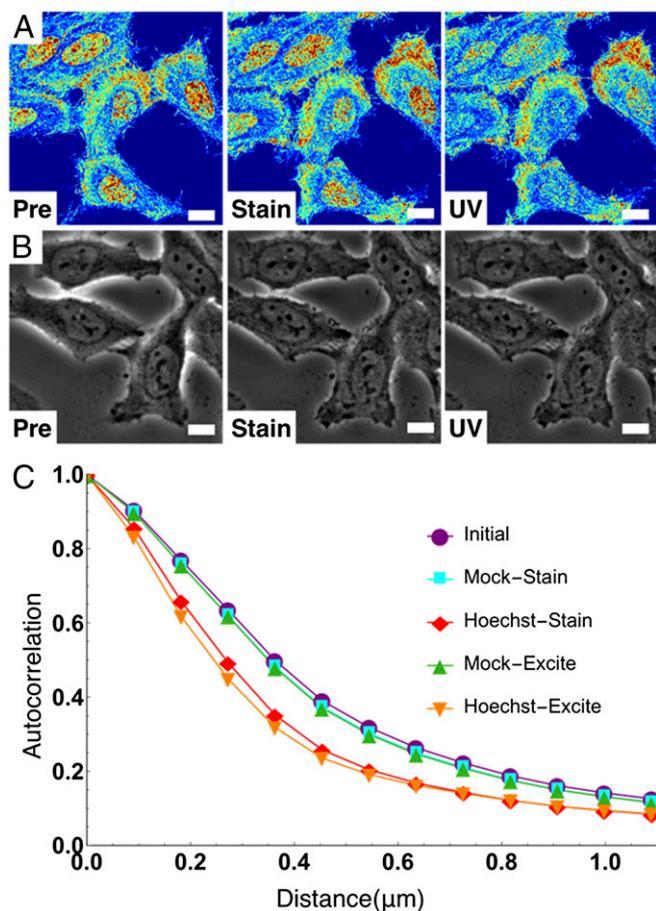 A
Pre
Stain
UV
B
Pre
Stain
UV
C
1.0
0.8
0.6
0.4
0.2
0.0
Autocorrelation
Initial
Mock–Stain
Hoechst–Stain
Mock–Excite
Hoechst–Excite
0.0 0.2 0.4 0.6 0.8 1.0
Distance(μm)